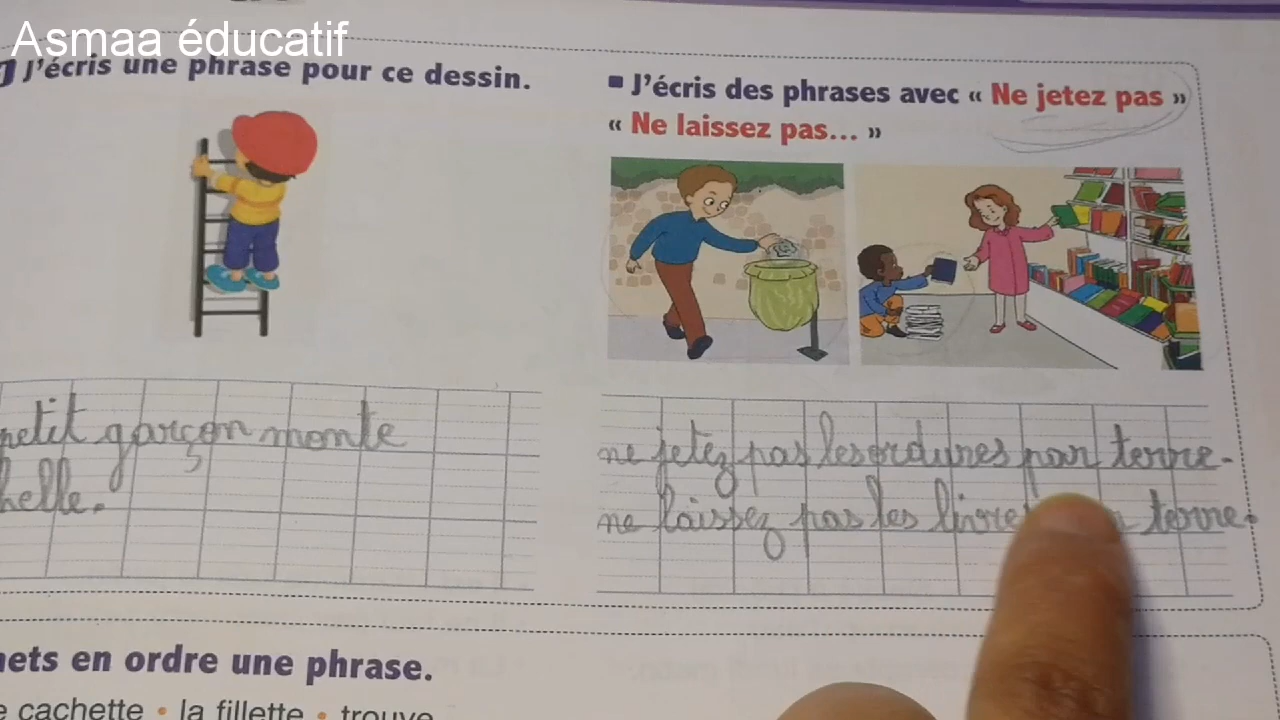 Asmaa éducatif
J'écris une phrase pour ce dessin.
petit garçon monte
helle.
■ J'écris des phrases avec « Ne jetez pas »
« Ne laissez pas... »
ne jetez pas les ordures par terre.
ne laissez pas les livres terre.
mets en ordre une phrase.
cachette • la fillette • trouve